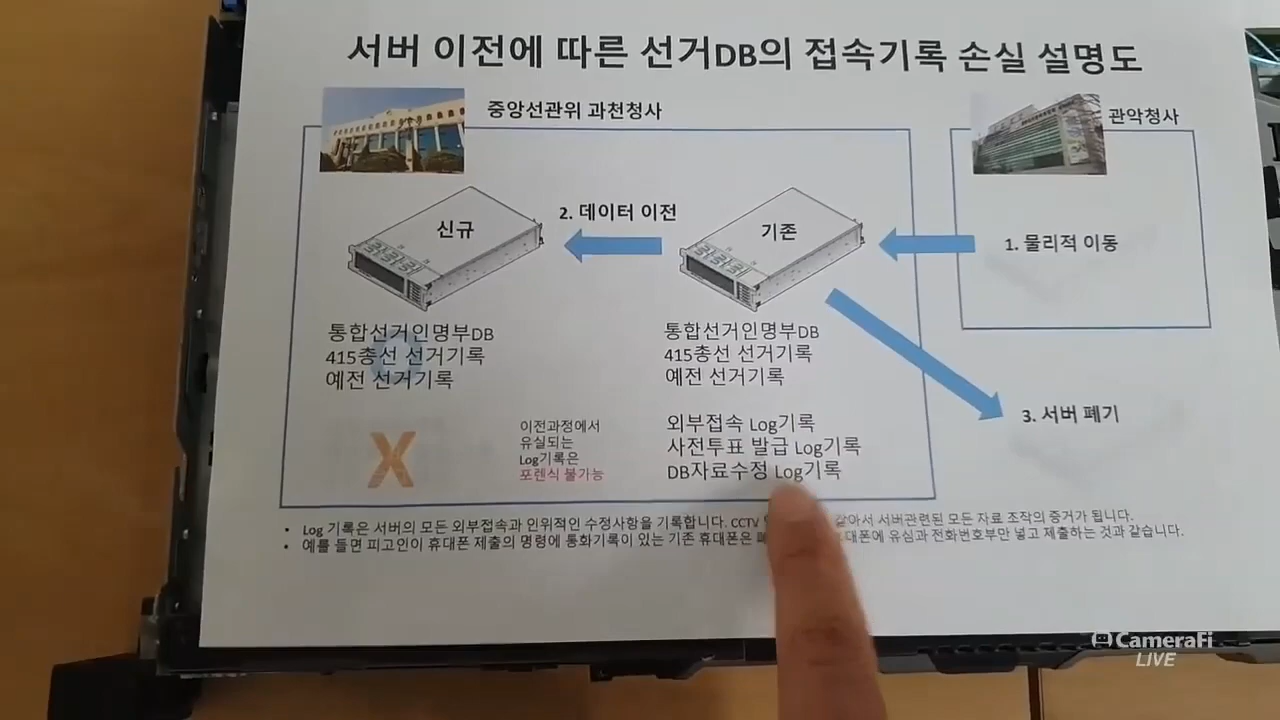 서버 이전에 따른 선거DB의 접속기록 손실 설명도
중앙선관위 과천청사
관악청사
신규
2. 데이터 이전
기존
1. 물리적 이동
통합선거인명부DB
415총선 선거기록
예전 선거기록
통합선거인명부DB
415총선 선거기록
예전 선거기록
3. 서버 폐기
X
이전과정에서
유실되는
Log기록은
포렌식 불가능
외부접속 Log기록
사전투표 발급 Log기록
DB자료수정 Log기록
• Log 기록은 서버의 모든 외부접속과 인위적인 수정사항을 기록합니다. CCTV 같아서 서버관련된 모든 자료 조작의 증거가 됩니다.
• 예를 들면 피고인이 휴대폰 제출의 명령에 통화기록이 있는 기존 휴대폰은 유심과 전화번호부만 넣고 제출하는 것과 같습니다.
CameraFi
LIVE